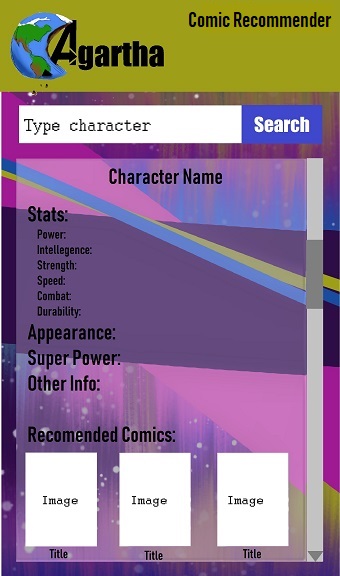 Comic Recommender
Agartha
Type character
Search
Character Name
Stats:
Power:
Intellegence:
Strength:
Speed:
Combat:
Durability:
Appearance:
Super Power:
Other Info:
Recomended Comics:
Image Image Image
Title Title Title